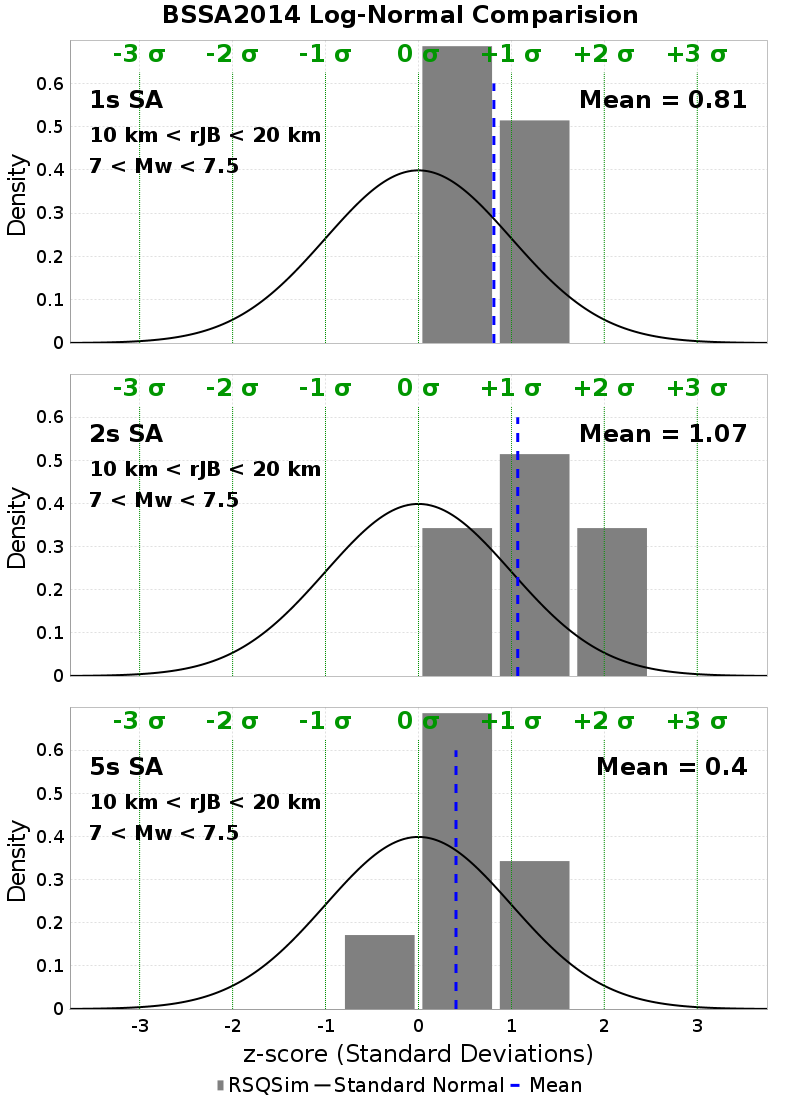 BSSA2014 Log-Normal Comparision
-3 σ -2 σ -1 σ 0 σ +1 σ +2 σ +3 σ
1s SA
Mean = 0.81
10 km < rJB < 20 km
7 < Mw < 7.5
Density
0.6
0.5
0.4
0.3
0.2
0.1
0
-3 σ -2 σ -1 σ 0 σ +1 σ +2 σ +3 σ
2s SA
Mean = 1.07
10 km < rJB < 20 km
7 < Mw < 7.5
Density
0.6
0.5
0.4
0.3
0.2
0.1
0
-3 σ -2 σ -1 σ 0 σ +1 σ +2 σ +3 σ
5s SA
Mean = 0.4
10 km < rJB < 20 km
7 < Mw < 7.5
Density
0.6
0.5
0.4
0.3
0.2
0.1
0
-3 -2 -1 0 1 2 3
z-score (Standard Deviations)
RSQSim Standard Normal Mean